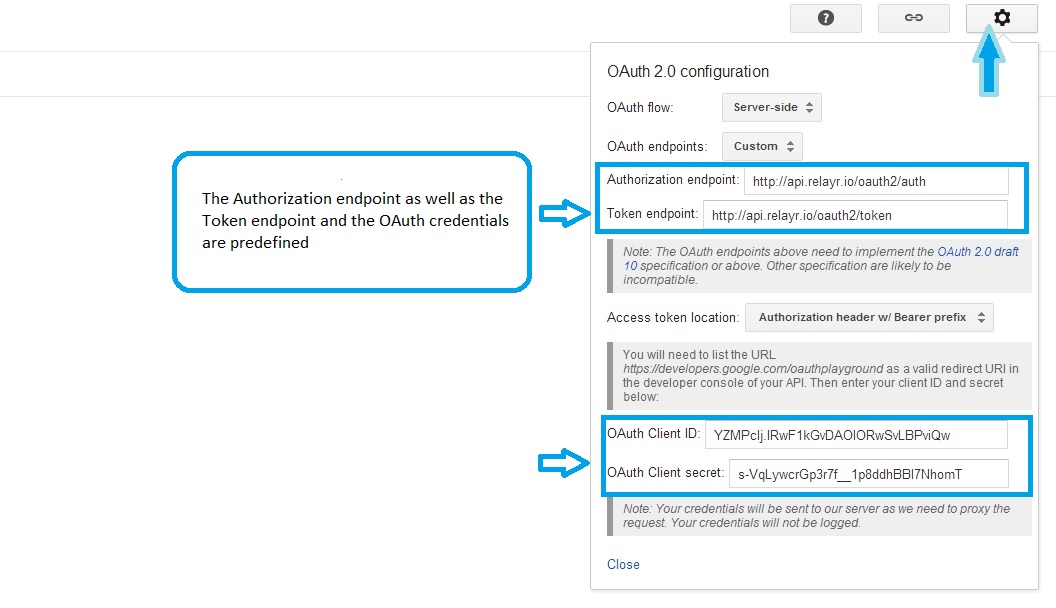 OAuth 2.0 configuration
OAuth flow: Server-side
OAuth endpoints: Custom
The Authorization endpoint as well as the
Token endpoint and the OAuth credentials
are predefined
Authorization endpoint: http://api.relayr.io/oauth2/auth
Token endpoint: http://api.relayr.io/oauth2/token
Note: The OAuth endpoints above need to implement the OAuth 2.0 draft
10 specification or above. Other specification are likely to be
incompatible.
Access token location: Authorization header w/ Bearer prefix
You will need to list the URL
https://developers.google.com/oauthplayground as a valid redirect URI in
the developer console of your API. Then enter your client ID and secret
below:
OAuth Client ID: YZMPcIj.IRwF1kGvDAOIORwSvLBPviQw
OAuth Client secret: s-VqLywcrGp3r7f__1p8ddhBBl7NhomT
Note: Your credentials will be sent to our server as we need to proxy the
request. Your credentials will not be logged.
Close